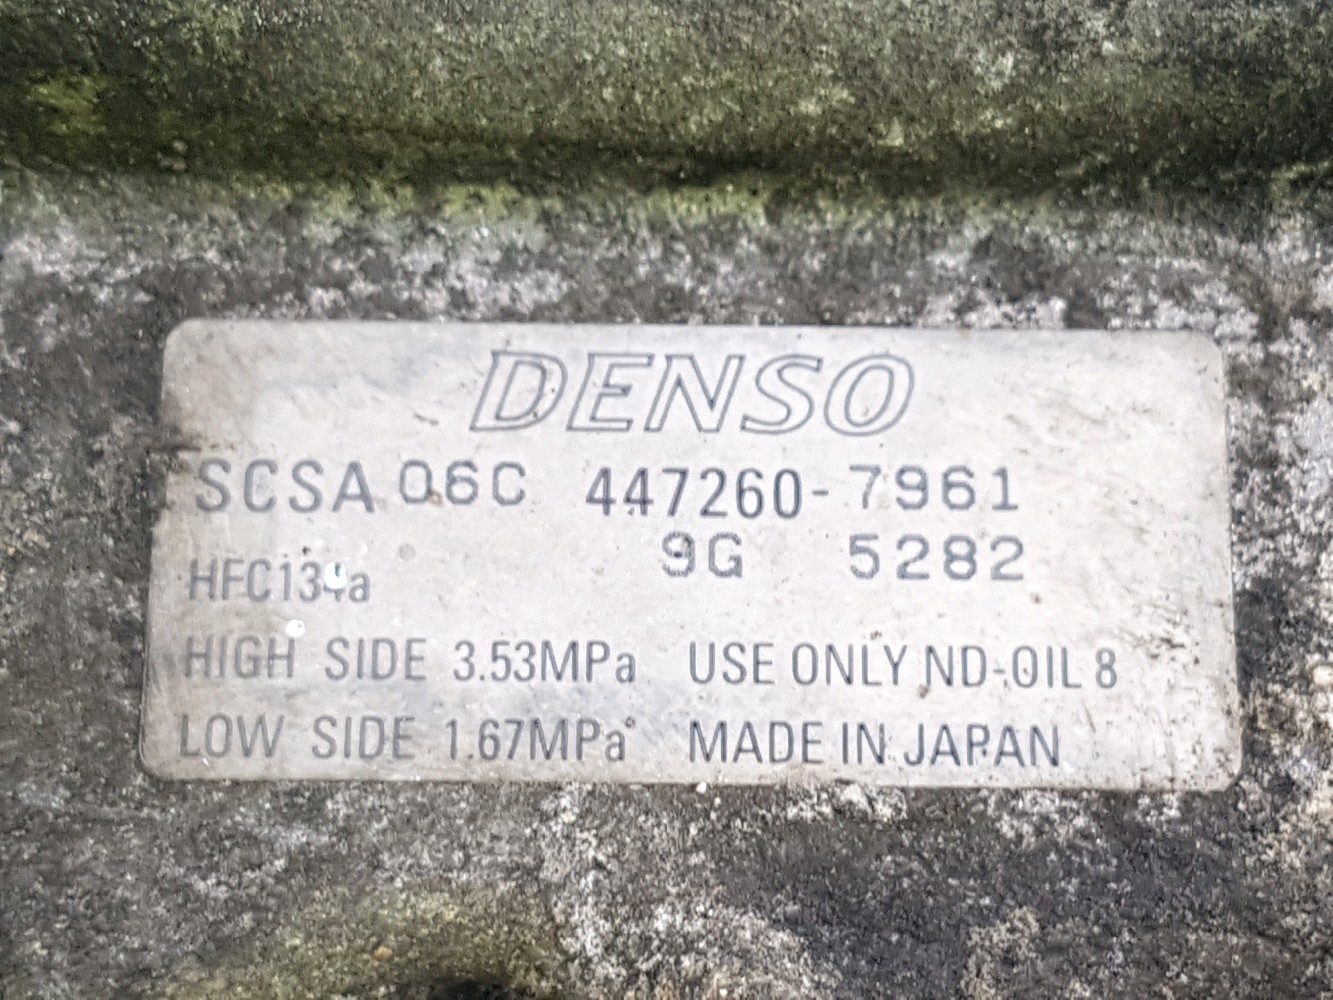 DENSO
SCSA 06C 447260-7961
9G 5282
HFC134a
HIGH SIDE 3.53MPa USE ONLY ND-OIL 8
LOW SIDE 1.67MPa MADE IN JAPAN